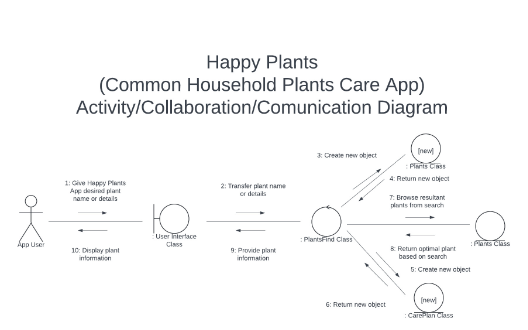 Happy Plants
(Common Household Plants Care App)
Activity/Collaboration/Comunication Diagram
[new]
: Plants Class
3: Create new object
4: Return new object
1: Give Happy Plants
App desired plant
name or details
2: Transfer plant name
or details
7: Browse resultant
plants from search
App User
User Interface
Class
: PlantsFind Class
: Plants Class
10: Display plant
information
9: Provide plant
information
8: Return optimal plant
based on search
5: Create new object
6: Return new object
[new]
: CarePlan Class